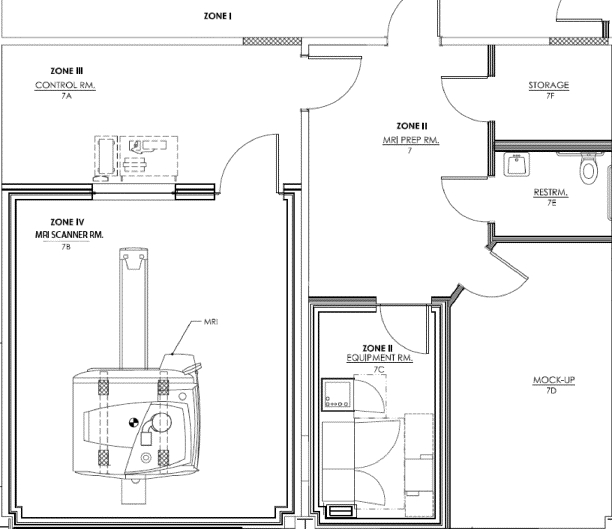 ZONE I
ZONE III
CONTROL RM.
7A
ZONE II
MRI PREP RM.
7
STORAGE
7F
RESTRM.
7E
ZONE IV
MRI SCANNER RM.
7B
MRI
ZONE II
EQUIPMENT RM.
7C
MOCK-UP
7D